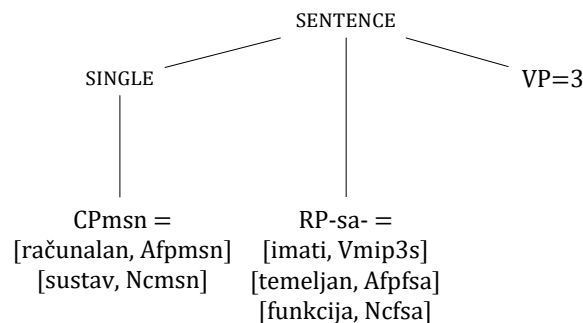 SENTENCE
SINGLE
VP=3
CPmsn =
[računalan, Afpmsn]
[sustav, Ncmsn]
RP-sa- =
[imati, Vmip3s]
[temeljan, Afpfsa]
[funkcija, Ncfsa]